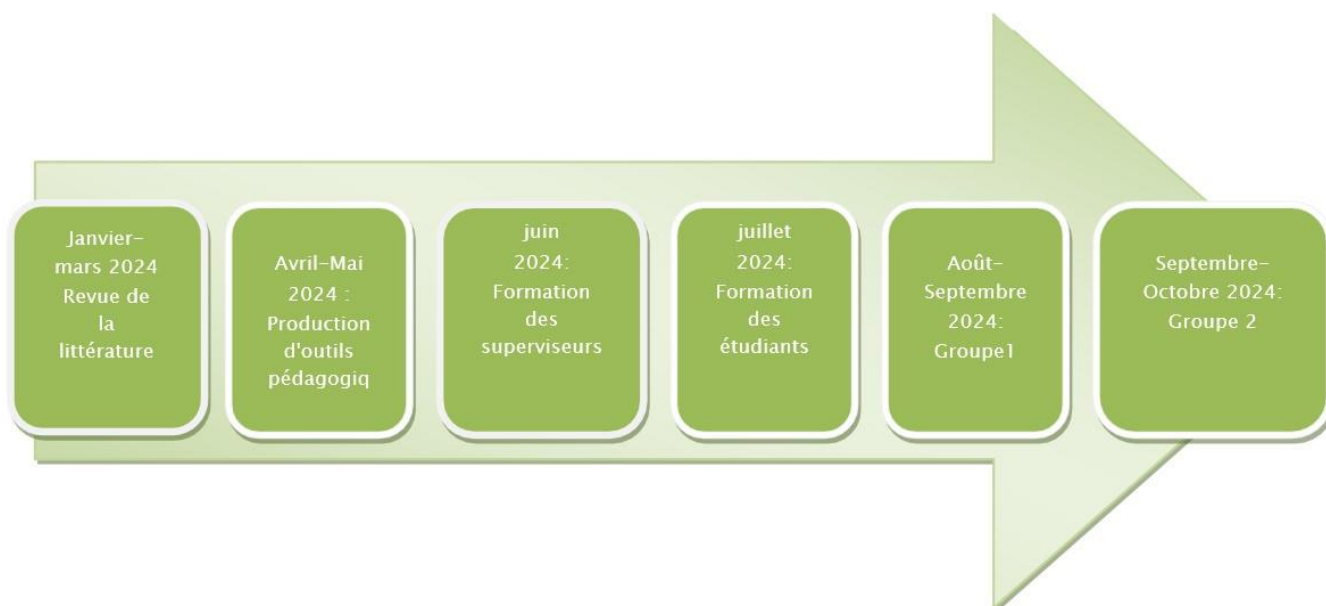 Janvier-
mars 2024
Revue de
la
littérature
Avril-Mai
2024 :
Production
d'outils
pédagogiq
juin
2024:
Formation
des
superviseurs
juillet
2024:
Formation
des
étudiants
Août-
Septembre
2024:
Groupe1
Septembre-
Octobre 2024:
Groupe 2